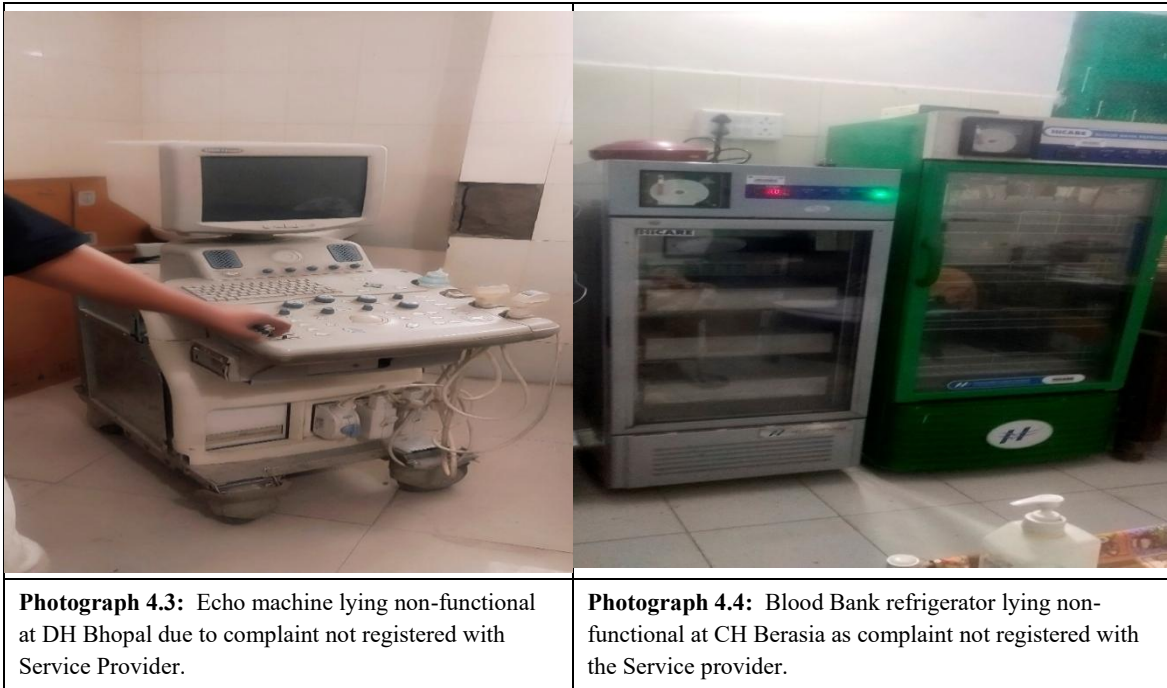 HICARE
HICARE
H
Photograph 4.3: Echo machine lying non-functional
at DH Bhopal due to complaint not registered with
Service Provider.
Photograph 4.4: Blood Bank refrigerator lying non-
functional at CH Berasia as complaint not registered with
the Service provider.